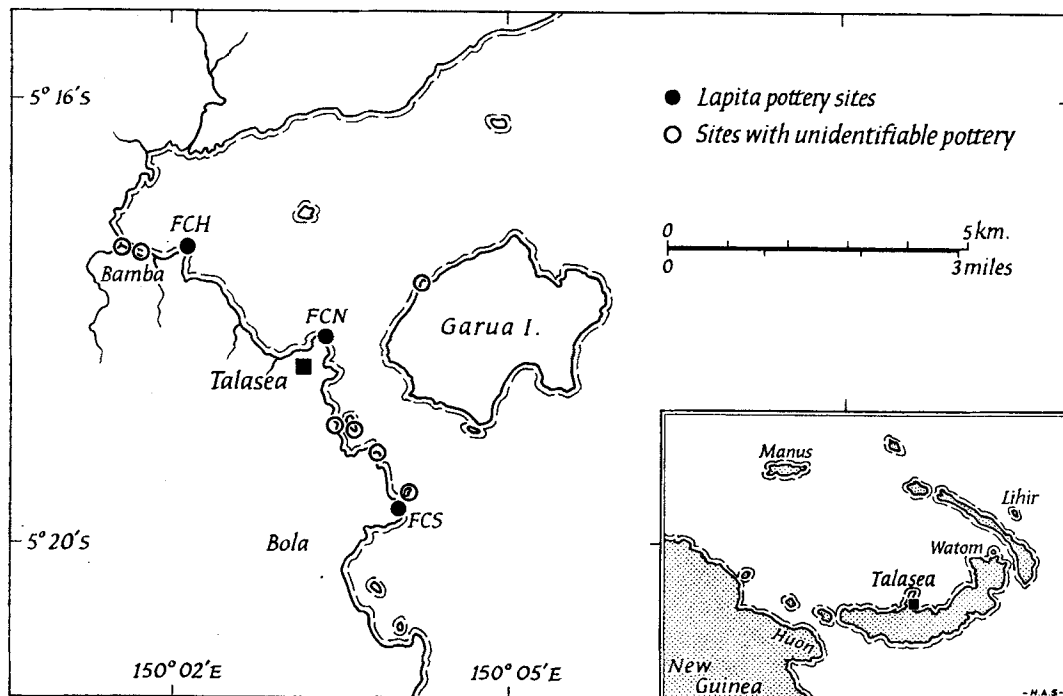 5° 16'S
Lapita pottery sites
Sites with unidentifiable pottery
FCH
0 5 km.
0 3 miles
Bamba
FCN
Garua I.
Talasea
Manus
Lihir
FCS
5° 20'S
Bola
Watom
Talasea
Huon
New
Guinea
150° 02'E
150° 05'E
-H.A.S-